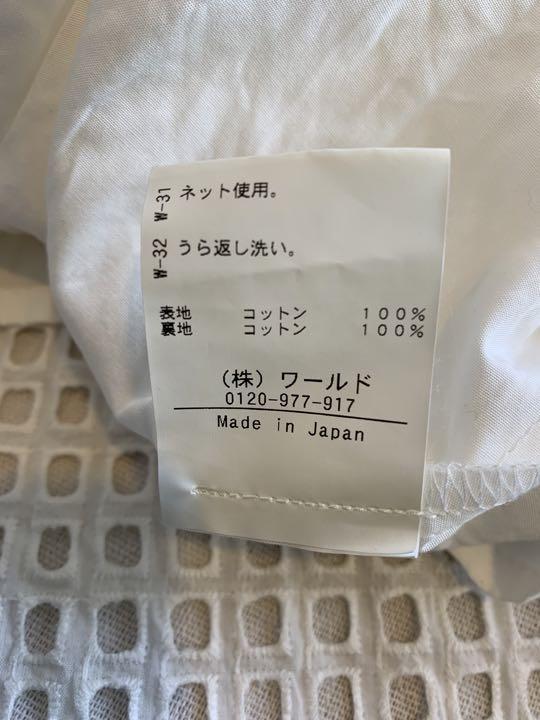 W-31 ネット使用。
W-32 うら返し洗い。
表地 コットン 100%
裏地 コットン 100%
(株) ワールド
0120-977-917
Made in Japan